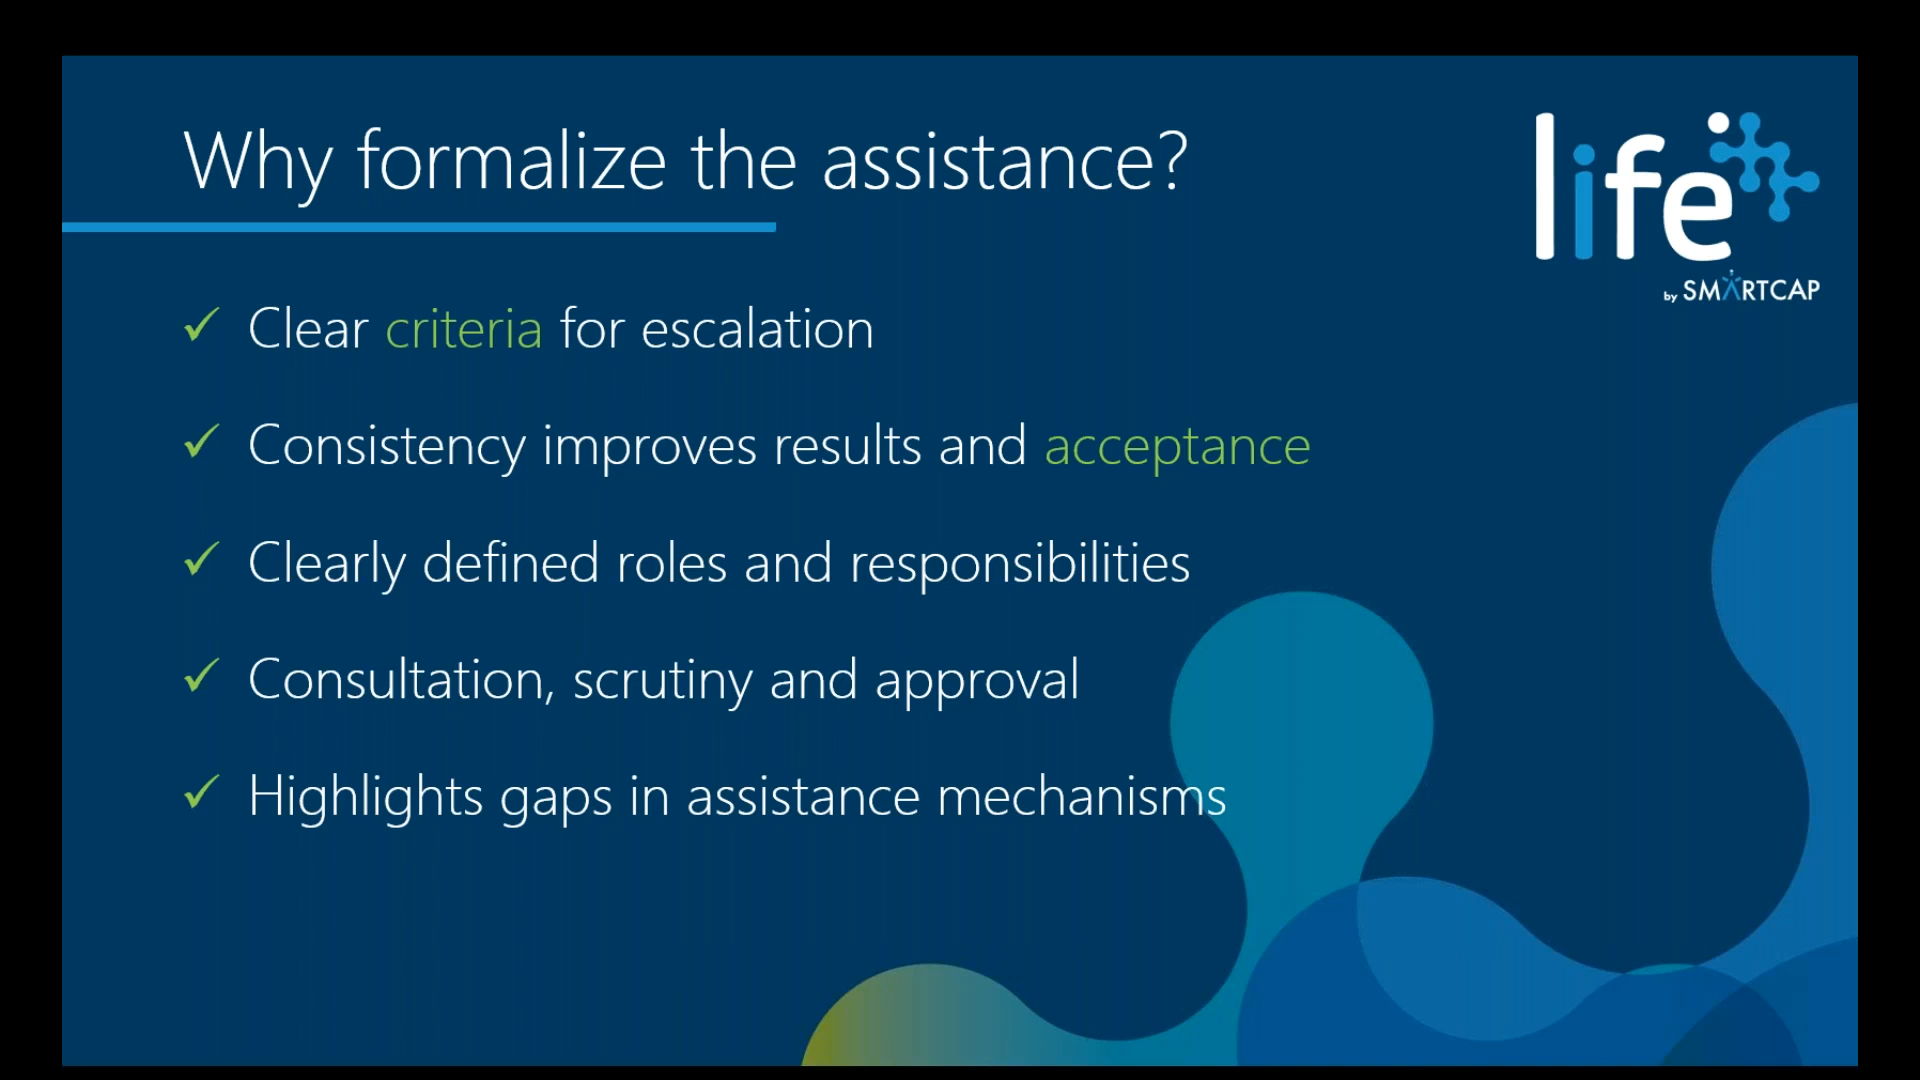 Why formalize the assistance?
life
by SMARTCAP
Clear criteria for escalation
Consistency improves results and acceptance
Clearly defined roles and responsibilities
Consultation, scrutiny and approval
Highlights gaps in assistance mechanisms